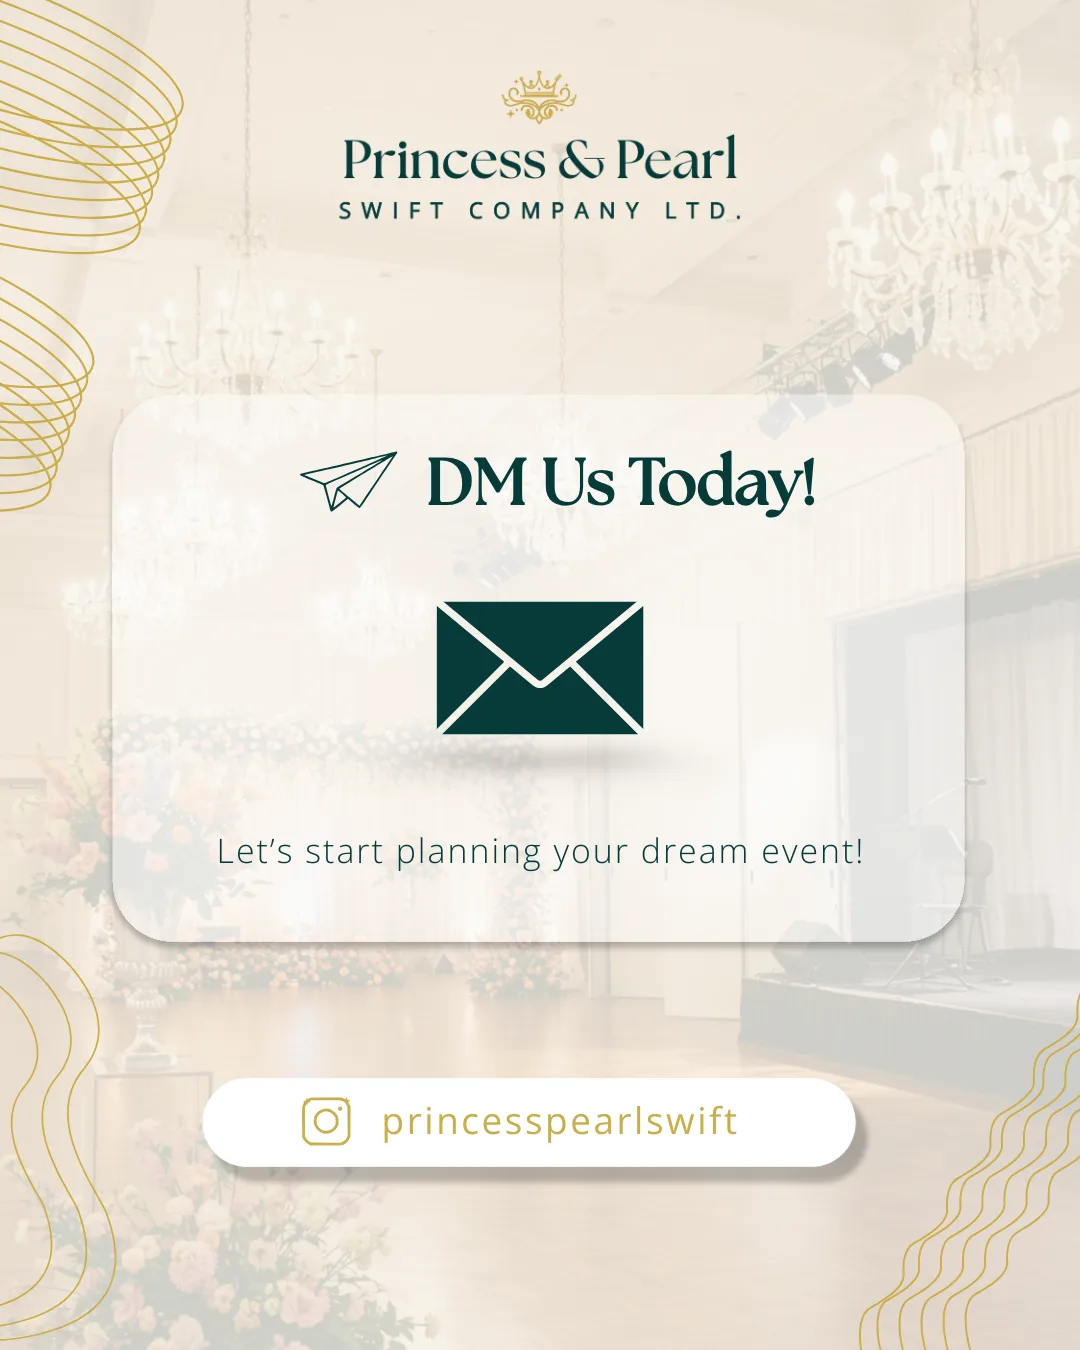 Princess & Pearl
SWIFT COMPANY LTD.
DM Us Today!
Let's start planning your dream event!
princesspearlswift